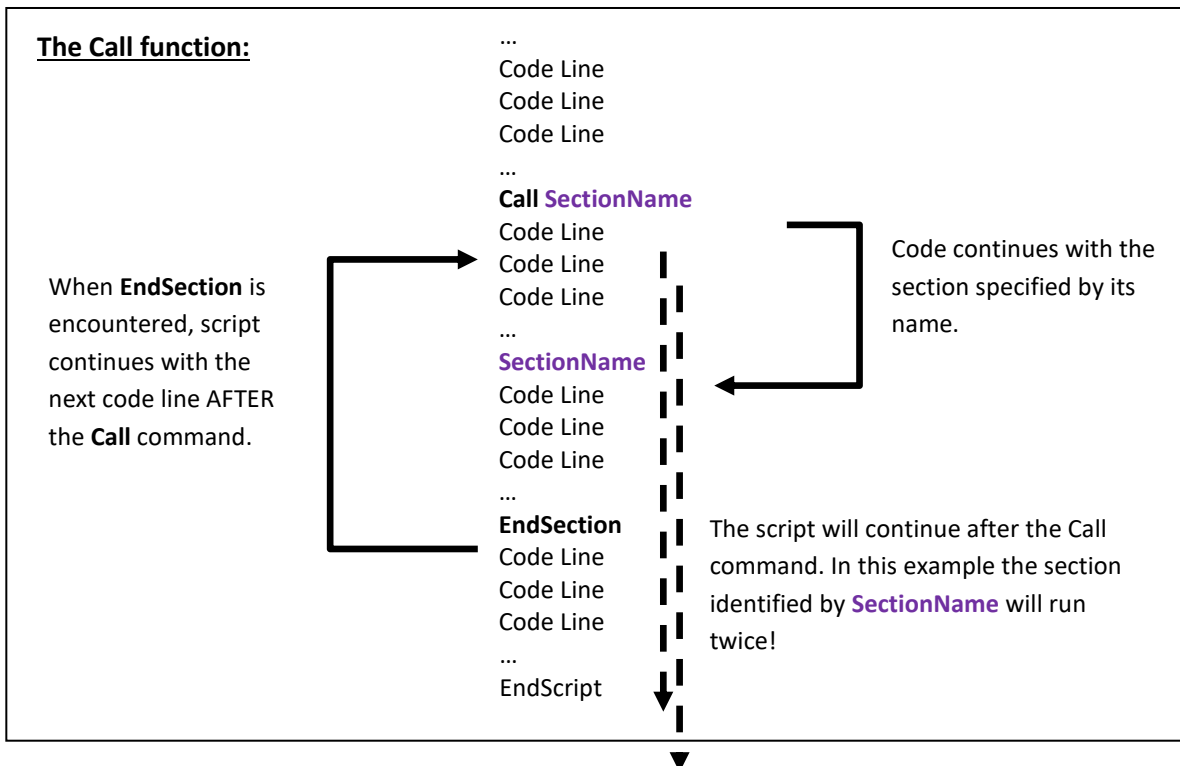 The Call function:
...
Code Line
Code Line
Code Line
...
Call SectionName
Code Line
Code Line
Code Line
...
SectionName
Code Line
Code Line
Code Line
...
EndSection
Code Line
Code Line
Code Line
...
EndScript
When EndSection is
encountered, script
continues with the
next code line AFTER
the Call command.
Code continues with the
section specified by its
name.
The script will continue after the Call
command. In this example the section
identified by SectionName will run
twice!